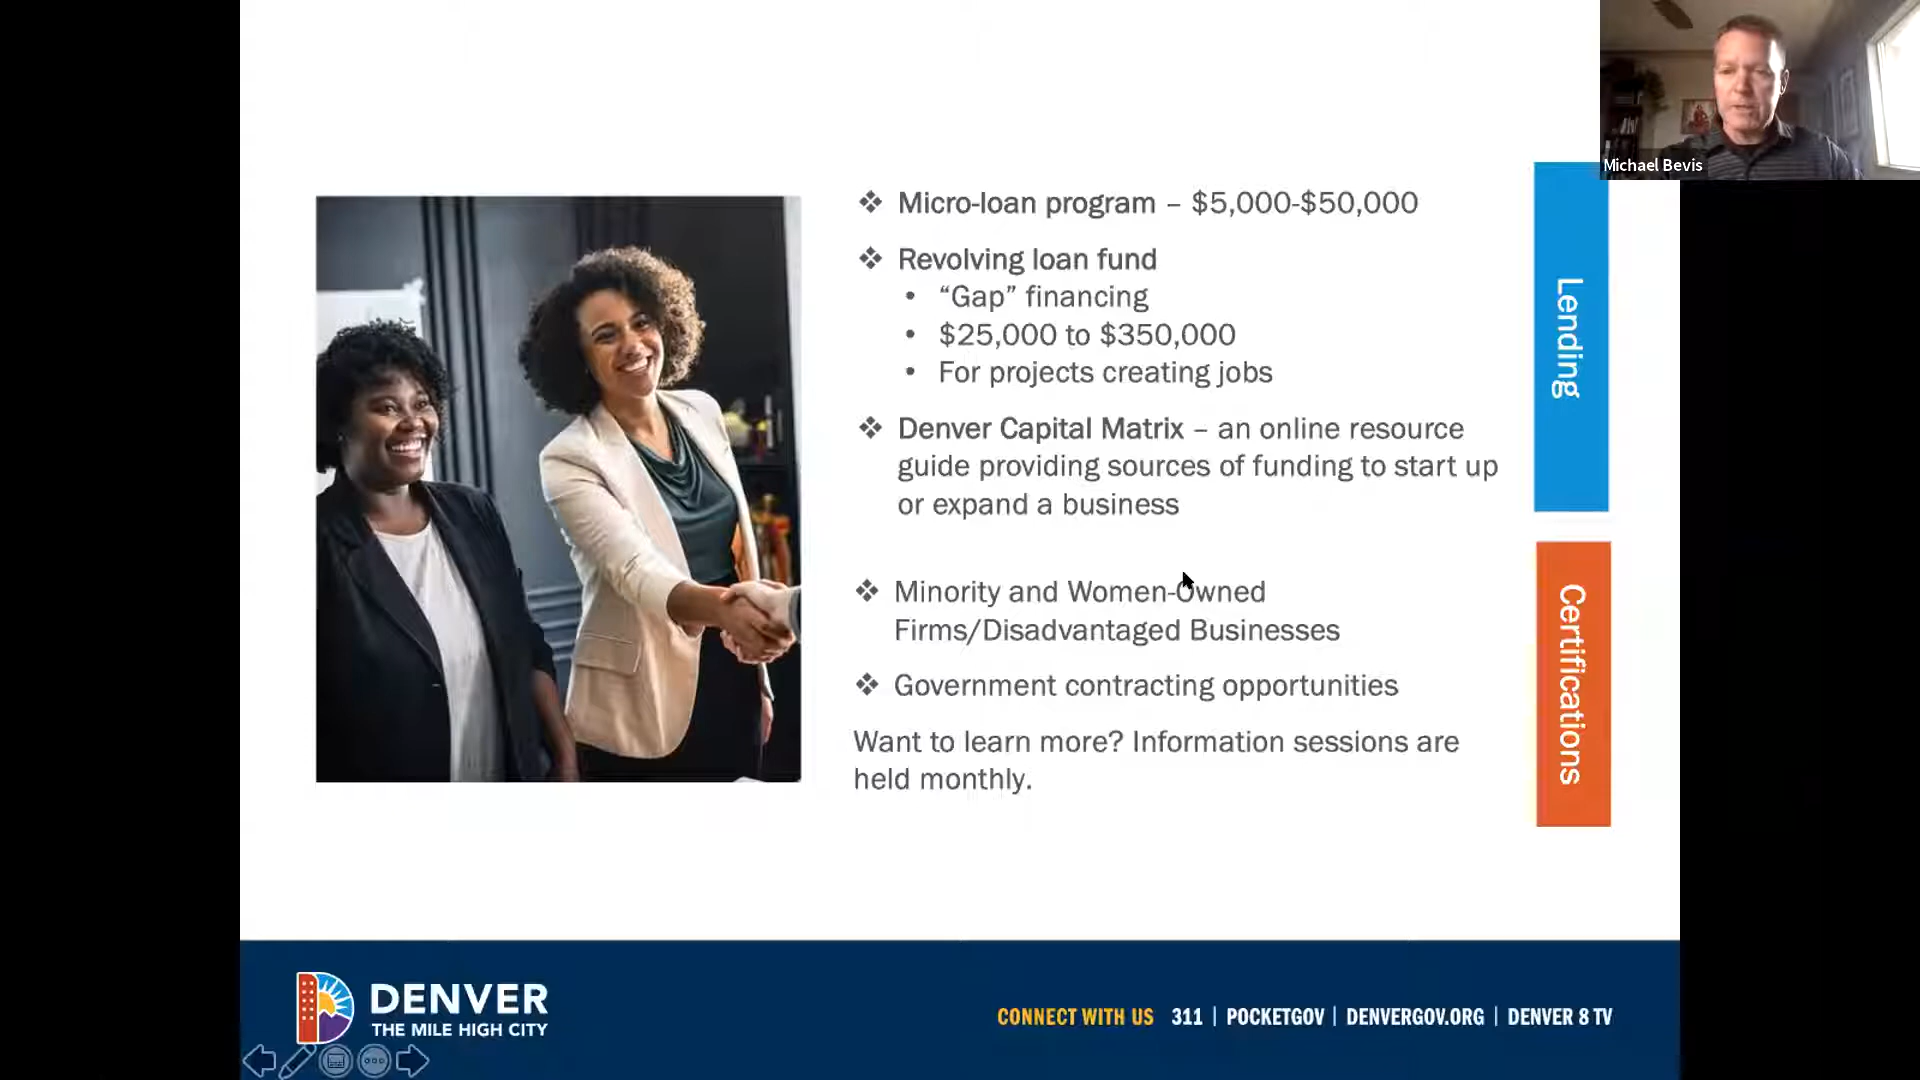 Michael Bevis
❖ Micro-loan program – $5,000-$50,000
❖ Revolving loan fund
• “Gap” financing
• $25,000 to $350,000
• For projects creating jobs
❖ Denver Capital Matrix – an online resource
guide providing sources of funding to start up
or expand a business
Lending
❖ Minority and Women-Owned
Firms/Disadvantaged Businesses
❖ Government contracting opportunities
Want to learn more? Information sessions are
held monthly.
Certifications
DENVER
THE MILE HIGH CITY
CONNECT WITH US 311 | POCKETGOV | DENVERGOV.ORG | DENVER 8 TV